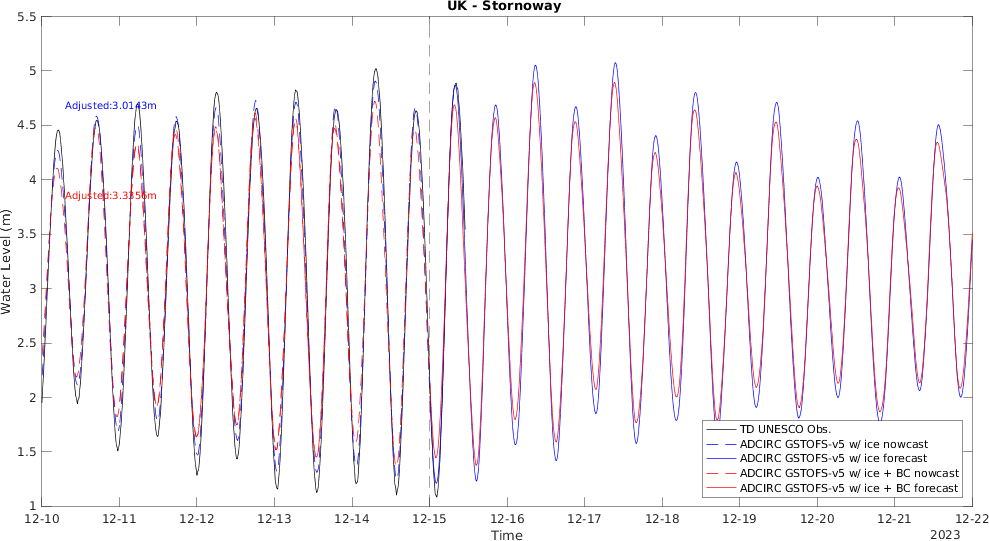 UK - Stornoway
5.5
5
4.5
4
3.5
3
2.5
2
1.5
1
Water Level (m)
Adjusted:3.0143m
Adjusted:3.3356m
TD UNESCO Obs.
ADCIRC GSTOFS-v5 w/ ice nowcast
ADCIRC GSTOFS-v5 w/ ice forecast
ADCIRC GSTOFS-v5 w/ ice + BC nowcast
ADCIRC GSTOFS-v5 w/ ice + BC forecast
12-10 12-11 12-12 12-13 12-14 12-15 12-16 12-17 12-18 12-19 12-20 12-21 12-22
Time
2023